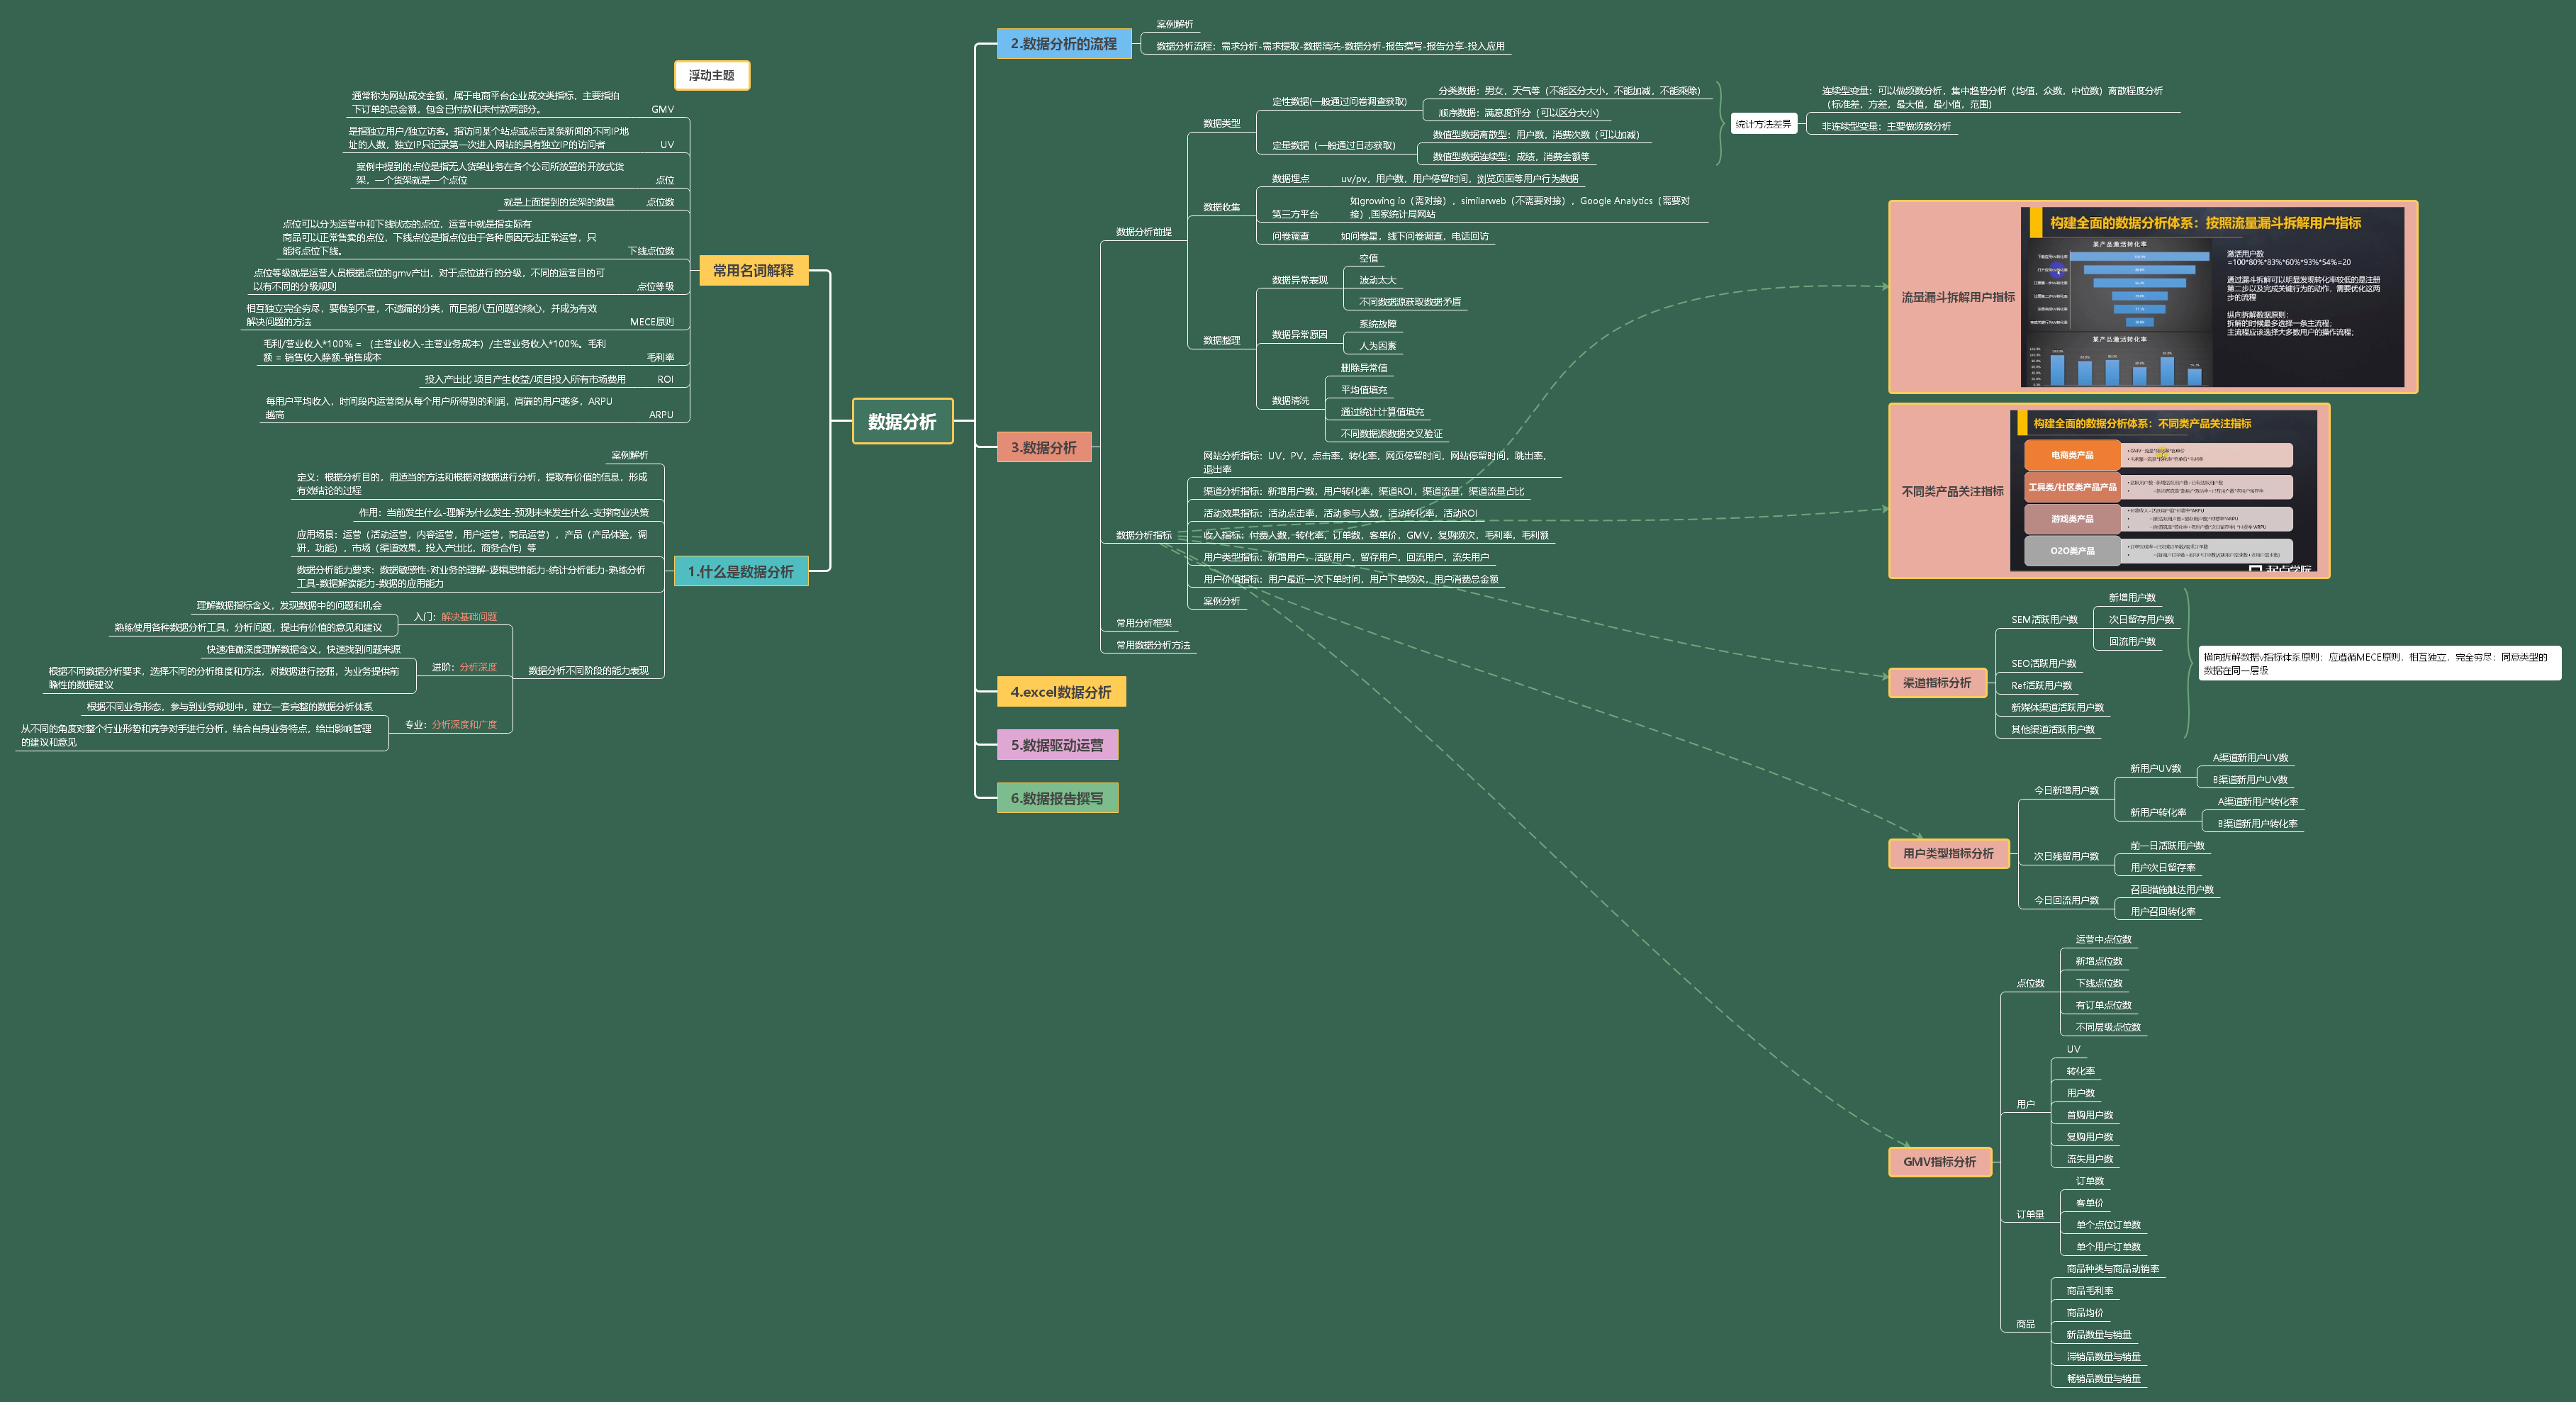 数据分析
浮动主题
常用名词解释
通常称为网站成交金额，属于电商平台企业成交类指标，主要指拍
下订单的总金额，包含已付款和未付款两部分。
GMV
是指独立用户/独立访客。指访问某个站点或点击某条新闻的不同IP地
址的人数，独立IP只记录第一次进入网站的具有独立IP的访问者
UV
案例中提到的点位是指无人货架业务在各个公司所放置的开放式货
架，一个货架就是一个点位
点位
就是上面提到的货架的数量
点位数
点位可以分为运营中和下线状态的点位，运营中就是指实际有
商品可以正常售卖的点位，下线点位是指点位由于各种原因无法正常运营，只
能将点位下线。
下线点位数
点位等级就是运营人员根据点位的gmv产出，对于点位进行的分级，不同的运营目的可
以有不同的分级规则
点位等级
相互独立完全穷尽，要做到不重，不遗漏的分类，而且能八五问题的核心，并成为有效
解决问题的方法
MECE原则
毛利/营业收入*100% = （主营业收入-主营业务成本）/主营业务收入*100%。毛利
额 = 销售收入静额-销售成本
毛利率
投入产出比 项目产生收益/项目投入所有市场费用
ROI
每用户平均收入，时间段内运营商从每个用户所得到的利润，高端的用户越多，ARPU
越高
ARPU
1.什么是数据分析
案例解析
定义：根据分析目的，用适当的方法和根据对数据进行分析，提取有价值的信息，形成
有效结论的过程
作用：当前发生什么-理解为什么发生-预测未来发生什么-支撑商业决策
应用场景：运营（活动运营，内容运营，用户运营，商品运营），产品（产品体验，调
研，功能），市场（渠道效果，投入产出比，商务合作）等
数据分析能力要求：数据敏感性-对业务的理解-逻辑思维能力-统计分析能力-熟练分析
工具-数据解读能力-数据的应用能力
数据分析不同阶段的能力表现
入门：解决基础问题
理解数据指标含义，发现数据中的问题和机会
熟练使用各种数据分析工具，分析问题，提出有价值的意见和建议
进阶：分析深度
快速准确深度理解数据含义，快速找到问题来源
根据不同数据分析要求，选择不同的分析维度和方法，对数据进行挖掘，为业务提供前
瞻性的数据建议
专业：分析深度和广度
根据不同业务形态，参与到业务规划中，建立一套完整的数据分析体系
从不同的角度对整个行业形势和竞争对手进行分析，结合自身业务特点，给出影响管理
的建议和意见
2.数据分析的流程
案例解析
数据分析流程：需求分析-需求提取-数据清洗-数据分析-报告撰写-报告分享-投入应用
3.数据分析
数据分析前提
数据类型
定性数据(一般通过问卷调查获取)
分类数据：男女，天气等（不能区分大小，不能加减，不能乘除）
顺序数据：满意度评分（可以区分大小）
定量数据（一般通过日志获取）
数值型数据离散型：用户数，消费次数（可以加减）
数值型数据连续型：成绩，消费金额等
统计方法差异
连续型变量：可以做频数分析，集中趋势分析（均值，众数，中位数）离散程度分析
（标准差，方差，最大值，最小值，范围）
非连续型变量：主要做频数分析
数据收集
数据埋点
uv/pv，用户数，用户停留时间，浏览页面等用户行为数据
第三方平台
如growing io（需对接），similarweb（不需要对接），Google Analytics（需要对
接）,国家统计局网站
问卷调查
如问卷星，线下问卷调查，电话回访
数据整理
数据异常表现
空值
波动太大
不同数据源获取数据矛盾
数据异常原因
系统故障
人为因素
数据清洗
删除异常值
平均值填充
通过统计计算值填充
不同数据源数据交叉验证
数据分析指标
网站分析指标：UV，PV，点击率，转化率，网页停留时间，网站停留时间，跳出率，
退出率
渠道分析指标：新增用户数，用户转化率，渠道ROI，渠道流量，渠道流量占比
活动效果指标：活动点击率，活动参与人数，活动转化率，活动ROI
收入指标：付费人数，转化率，订单数，客单价，GMV，复购频次，毛利率，毛利额
用户类型指标：新增用户，活跃用户，留存用户，回流用户，流失用户
用户价值指标：用户最近一次下单时间，用户下单频次，用户消费总金额
案例分析
常用分析框架
常用数据分析方法
4.excel数据分析
5.数据驱动运营
6.数据报告撰写
流量漏斗拆解用户指标
构建全面的数据分析体系：按照流量漏斗拆解用户指标
某产品激活转化率
某产品激活转化率
激活用户数
=100*80%*83%*60%*93%*54%=20
通过漏斗拆解可以明显发现转化率较低的是注册
第二步以及完成关键行为的动作，需要优化这两
步的流程
纵向拆解数据原则：
拆解的时候最多选择一条主流程；
主流程应该选择大多数用户的操作流程；
不同类产品关注指标
构建全面的数据分析体系：不同类产品关注指标
电商类产品
工具类/社区类产品产品
游戏类产品
O2O类产品
起点学院
渠道指标分析
SEM活跃用户数
新增用户数
次日留存用户数
回流用户数
SEO活跃用户数
Ref活跃用户数
新媒体渠道活跃用户数
其他渠道活跃用户数
横向拆解数据v指标体系原则：应遵循MECE原则，相互独立，完全穷尽；同意类型的
数据在同一层级
用户类型指标分析
今日新增用户数
新用户UV数
A渠道新用户UV数
B渠道新用户UV数
新用户转化率
A渠道新用户转化率
B渠道新用户转化率
次日残留用户数
前一日活跃用户数
用户次日留存率
今日回流用户数
召回措施触达用户数
用户召回转化率
GMV指标分析
点位数
运营中点位数
新增点位数
下线点位数
有订单点位数
不同层级点位数
用户
UV
转化率
用户数
首购用户数
复购用户数
流失用户数
订单量
订单数
客单价
单个点位订单数
单个用户订单数
商品
商品种类与商品动销率
商品毛利率
商品均价
新品数量与销量
滞销品数量与销量
畅销品数量与销量